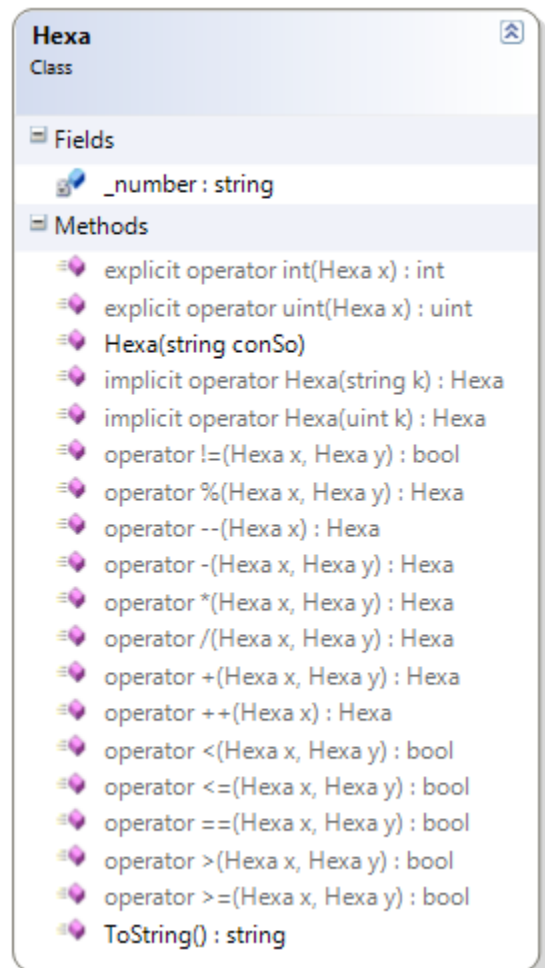 Hexa
Class
Fields
_number : string
Methods
explicit operator int(Hexa x) : int
explicit operator uint(Hexa x) : uint
Hexa(string conSo)
implicit operator Hexa(string k) : Hexa
implicit operator Hexa(uint k) : Hexa
operator !=(Hexa x, Hexa y) : bool
operator %(Hexa x, Hexa y) : Hexa
operator --(Hexa x) : Hexa
operator -(Hexa x, Hexa y) : Hexa
operator *(Hexa x, Hexa y) : Hexa
operator /(Hexa x, Hexa y) : Hexa
operator +(Hexa x, Hexa y) : Hexa
operator ++(Hexa x) : Hexa
operator <(Hexa x, Hexa y) : bool
operator <=(Hexa x, Hexa y) : bool
operator ==(Hexa x, Hexa y) : bool
operator >(Hexa x, Hexa y) : bool
operator >=(Hexa x, Hexa y) : bool
ToString() : string